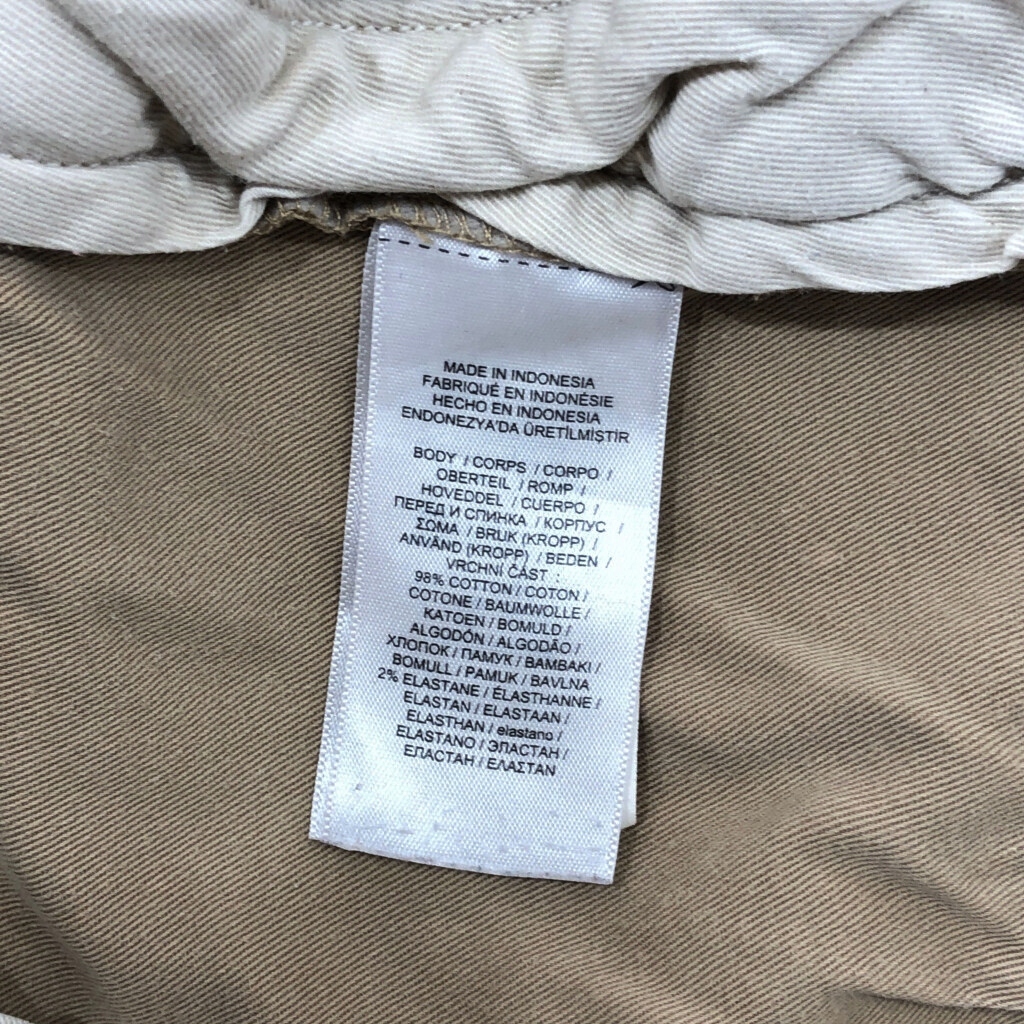 MADE IN INDONESIA
FABRIQUÉ EN INDONÉSIE
HECHO EN INDONESIA
ENDONEZYA'DA ÜRETİLMİŞTİR
BODY / CORPS / CORPO /
OBERTEIL / ROMP /
HOVEDDEL / CUERPO /
ПЕРЕД И СПИНКА / КОРПУС /
ΣΩΜΑ / BRUK (KROPP) /
ANVÄND (KROPP) / BEDEN /
VRCHNÍ ČÁST :
98% COTTON / COTON /
COTONE / BAUMWOLLE /
KATOEN / BOMULD /
ALGODÓN / ALGODÃO /
ХЛОПОК / ПАМУК / BAMBAKI /
BOMULL / PAMUK / BAVLNA
2% ELASTANE / ÉLASTHANNE /
ELASTAN / ELASTAAN /
ELASTHAN / elastano /
ELASTANO / ЭЛАСТАН /
ЕЛАСТАН / ΕΛΑΣΤΑΝ